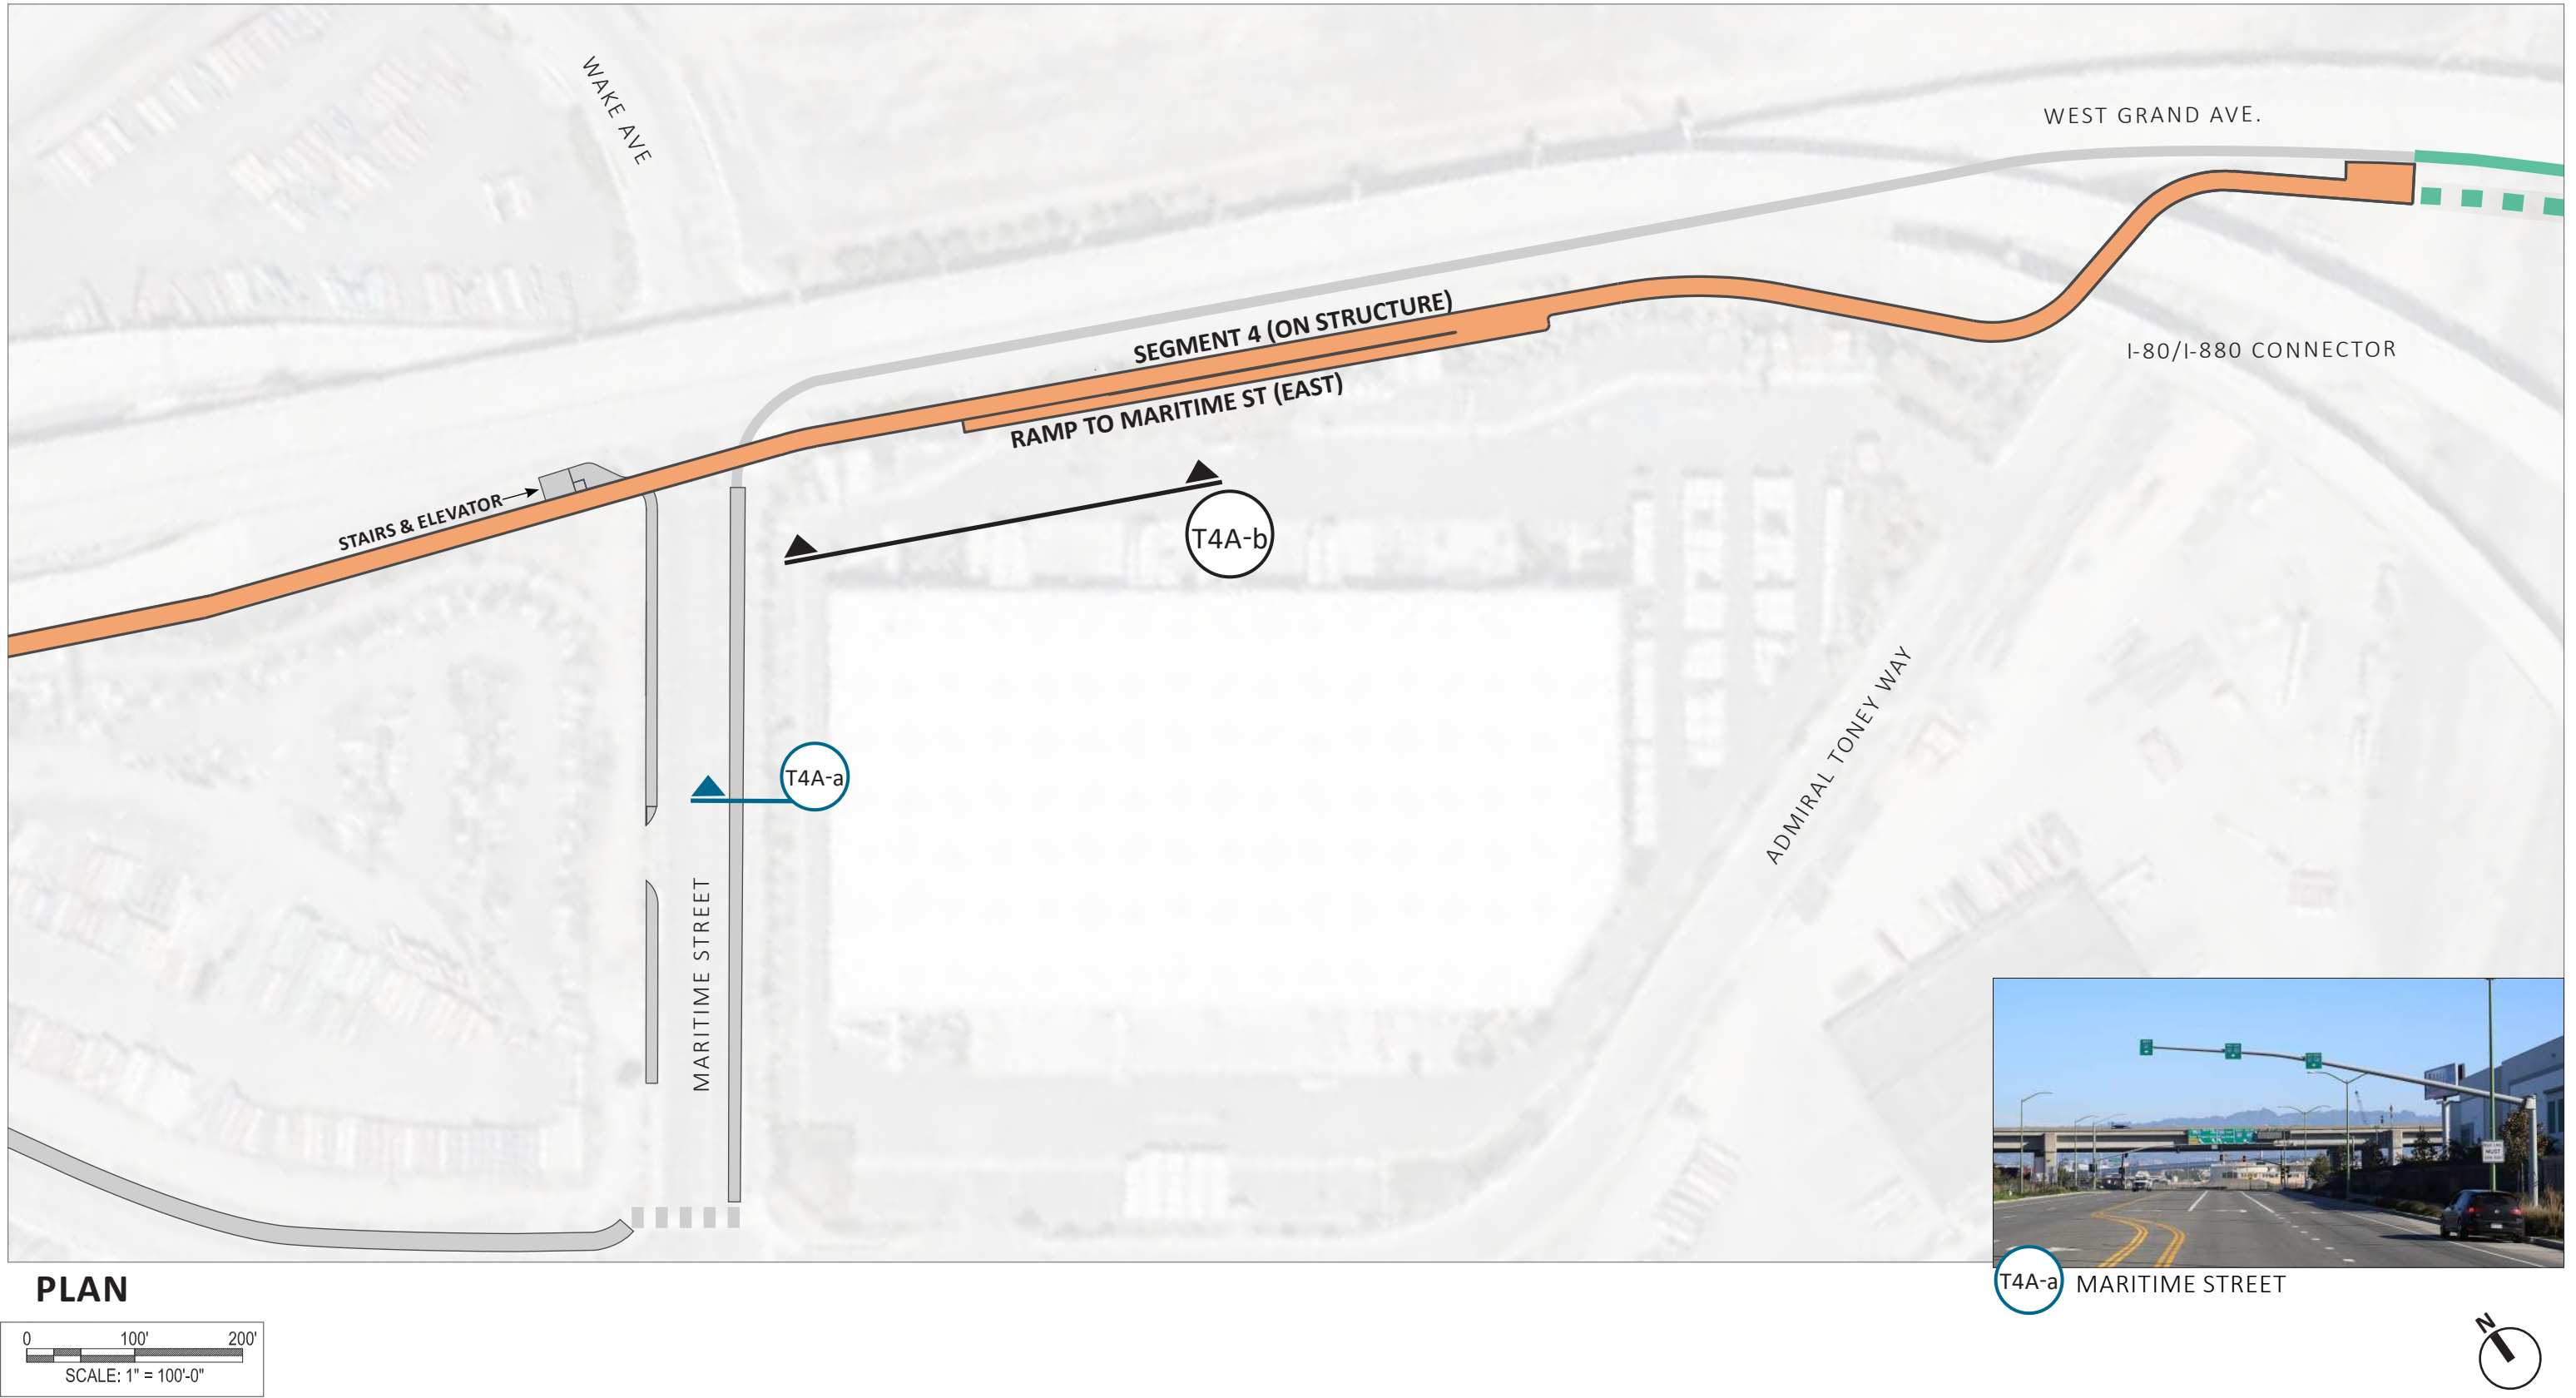 WAKE AVE
WEST GRAND AVE.
SEGMENT 4 (ON STRUCTURE)
I-80/I-880 CONNECTOR
RAMP TO MARITIME ST (EAST)
STAIRS & ELEVATOR
T4A-b
T4A-a
ADMIRAL TONEY WAY
MARITIME STREET
MUST
T4A-a MARITIME STREET
PLAN
0 100' 200'
SCALE: 1" = 100'-0"
N